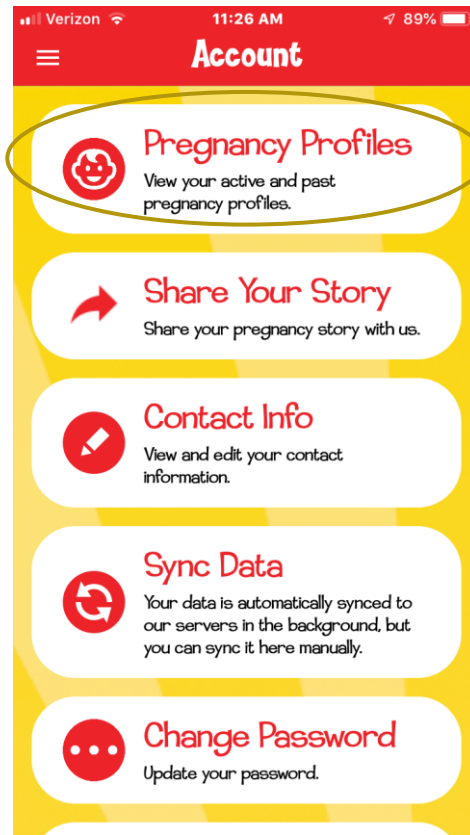 Verizon 11:26 AM 89%
Account
Pregnancy Profiles
View your active and past
pregnancy profiles.
Share Your Story
Share your pregnancy story with us.
Contact Info
View and edit your contact
information.
Sync Data
Your data is automatically synced to
our servers in the background, but
you can sync it here manually.
Change Password
Update your password.